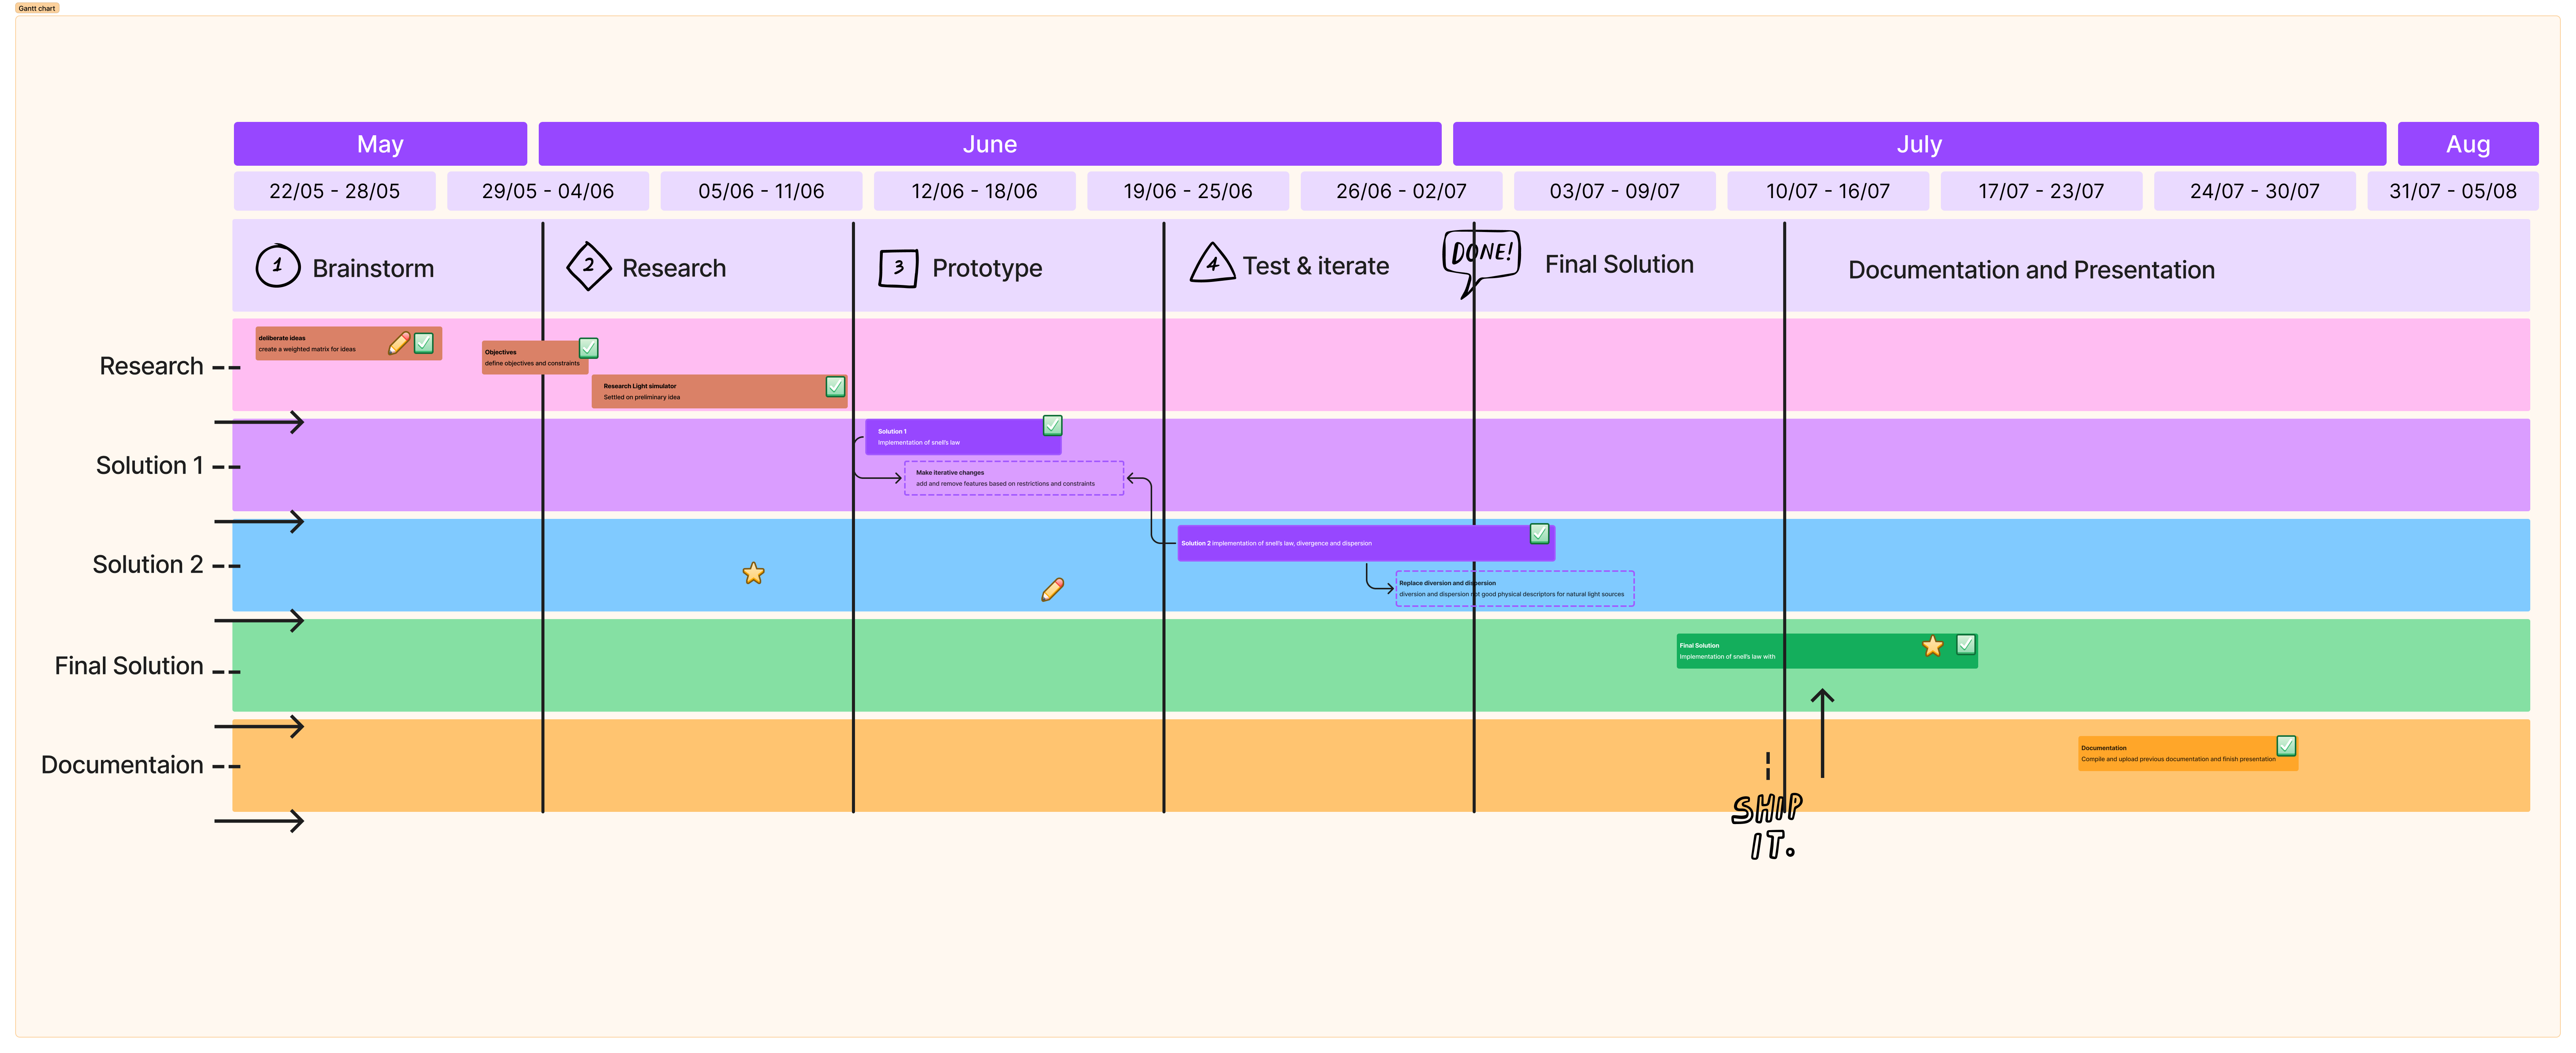 Gantt chart
May
June
July
Aug
22/05 - 28/05
29/05 - 04/06
05/06 - 11/06
12/06 - 18/06
19/06 - 25/06
26/06 - 02/07
03/07 - 09/07
10/07 - 16/07
17/07 - 23/07
24/07 - 30/07
31/07 - 05/08
1 Brainstorm
2 Research
3 Prototype
4 Test & iterate
DONE!
Final Solution
Documentation and Presentation
Research
deliberate ideas
create a weighted matrix for ideas
Objectives
define objectives and constraints
Research Light simulator
Settled on preliminary idea
Solution 1
Solution 1
Implementation of snell's law
Make iterative changes
add and remove features based on restrictions and constraints
Solution 2
Solution 2 implementation of snell's law, divergence and dispersion
Replace diversion and dispersion
diversion and dispersion not good physical descriptors for natural light sources
Final Solution
Final Solution
Implementation of snell's law with
Documentaion
Documentation
Compile and upload previous documentation and finish presentation
SHIP
IT.